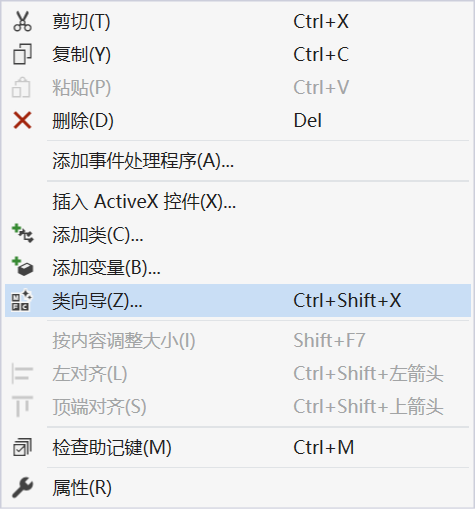 剪切(T) Ctrl+X
复制(Y) Ctrl+C
粘贴(P) Ctrl+V
删除(D) Del
添加事件处理程序(A)...
插入 ActiveX 控件(X)...
添加类(C)...
添加变量(B)...
类向导(Z)... Ctrl+Shift+X
按内容调整大小(I) Shift+F7
左对齐(L) Ctrl+Shift+左箭头
顶端对齐(S) Ctrl+Shift+上箭头
检查助记键(M) Ctrl+M
属性(R)